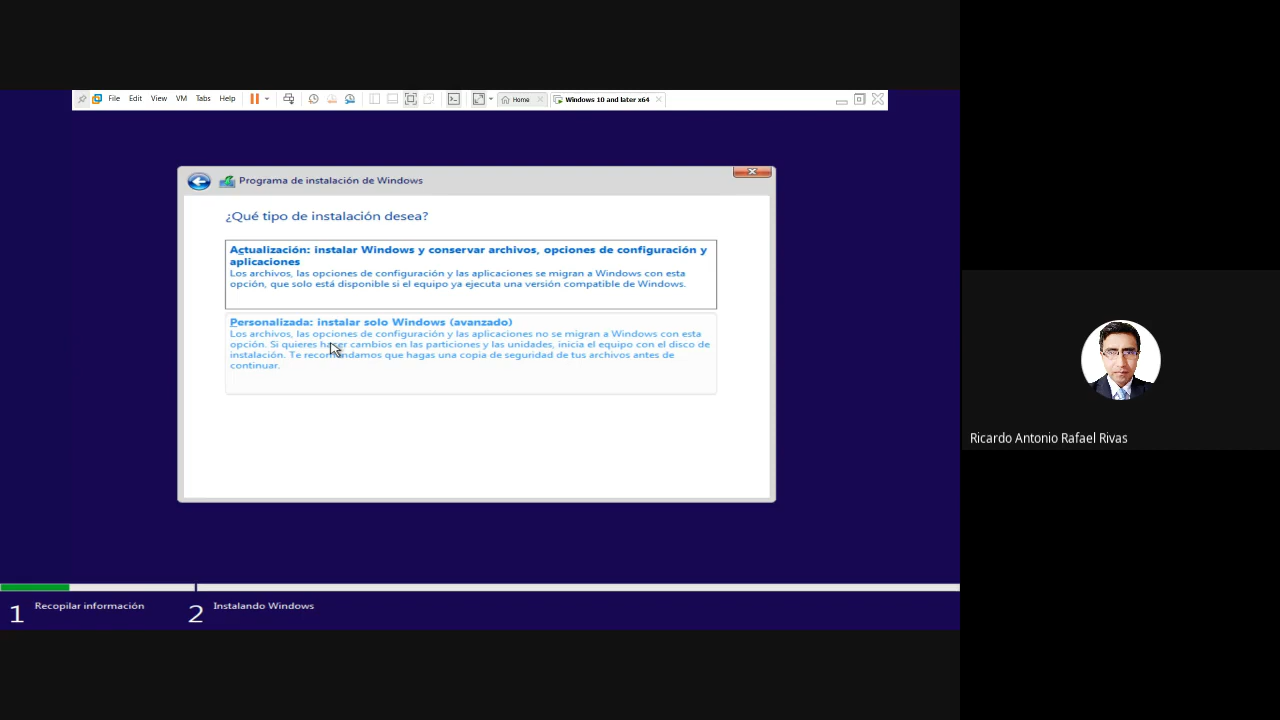 File Edit View VM Tabs Help Home Windows 10 and later x64
Programa de instalación de Windows
¿Qué tipo de instalación desea?
Actualización: instalar Windows y conservar archivos, opciones de configuración y
aplicaciones
Los archivos, las opciones de configuración y las aplicaciones se migran a Windows con esta
opción, que solo está disponible si el equipo ya ejecuta una versión compatible de Windows.
Personalizada: instalar solo Windows (avanzado)
Los archivos, las opciones de configuración y las aplicaciones no se migran a Windows con esta
opción. Si quieres hacer cambios en las particiones y las unidades, inicia el equipo con el disco de
instalación. Te recomendamos que hagas una copia de seguridad de tus archivos antes de
continuar.
Ricardo Antonio Rafael Rivas
1 Recopilar información 2 Instalando Windows